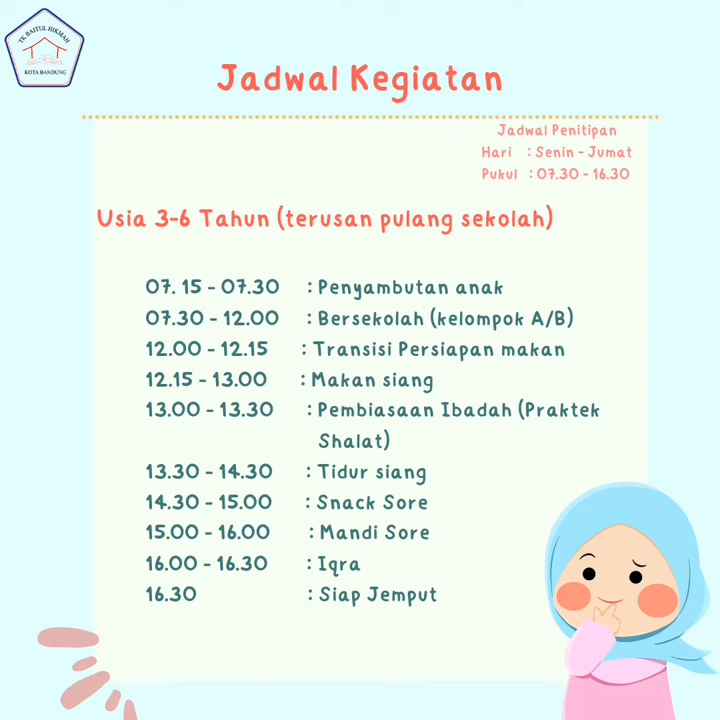 TK BAITUL HIKMAH
KOTA BANDUNG
Jadwal Kegiatan
Jadwal Penitipan
Hari : Senin - Jumat
Pukul : 07.30 - 16.30
Usia 3-6 Tahun (terusan pulang sekolah)
07. 15 - 07.30 : Penyambutan anak
07.30 - 12.00 : Bersekolah (kelompok A/B)
12.00 - 12.15 : Transisi Persiapan makan
12.15 - 13.00 : Makan siang
13.00 - 13.30 : Pembiasaan Ibadah (Praktek
Shalat)
13.30 - 14.30 : Tidur siang
14.30 - 15.00 : Snack Sore
15.00 - 16.00 : Mandi Sore
16.00 - 16.30 : Iqra
16.30 : Siap Jemput